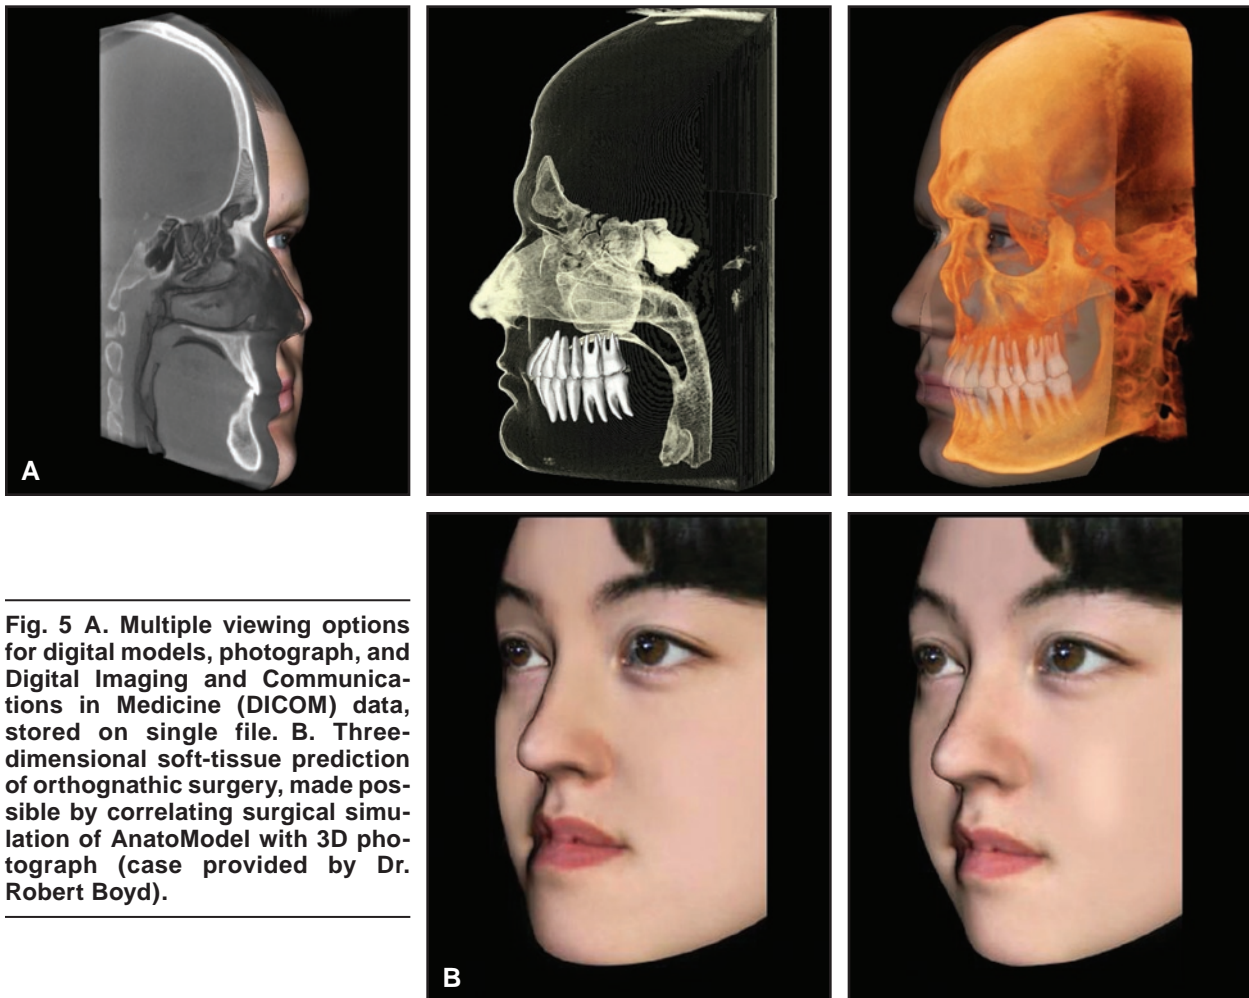 A
Fig. 5 A. Multiple viewing options
for digital models, photograph, and
Digital Imaging and Communica-
tions in Medicine (DICOM) data,
stored on single file. B. Three-
dimensional soft-tissue prediction
of orthognathic surgery, made pos-
sible by correlating surgical simu-
lation of AnatoModel with 3D pho-
tograph (case provided by Dr.
Robert Boyd).
B